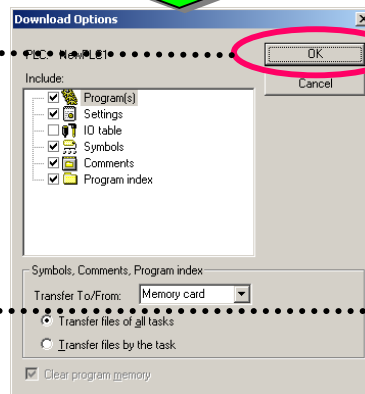 Download Options
PLC: NewPLC1
OK
Include:
Cancel
Program(s)
Settings
IO table
Symbols
Comments
Program index
Symbols, Comments, Program index
Transfer To/From: Memory card
Transfer files of all tasks
Transfer files by the task
Clear program memory